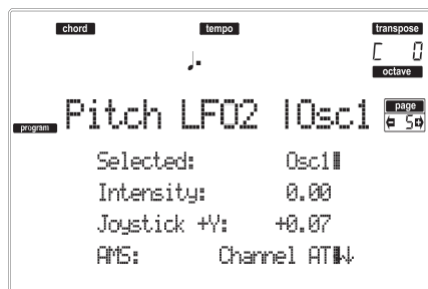 chord tempo transpose
C 0
octave
program Pitch LFO2 |Osc1 page
5
Selected: Osc1
Intensity: 0.00
Joystick +Y: +0.07
AMS: Channel AT